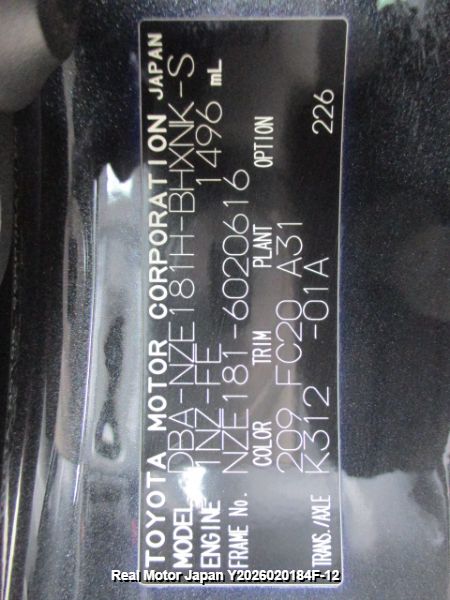 TOYOTA MOTOR CORPORATION JAPAN
MODEL DBA-NZE181H-BHXNK-S
ENGINE 1NZ-FE 1496 mL
FRAME No. NZE181-6020616
COLOR TRIM PLANT OPTION
209 FC20 A31
TRANS./AXLE K312 -01A 226
Real Motor Japan Y2026020184F-12